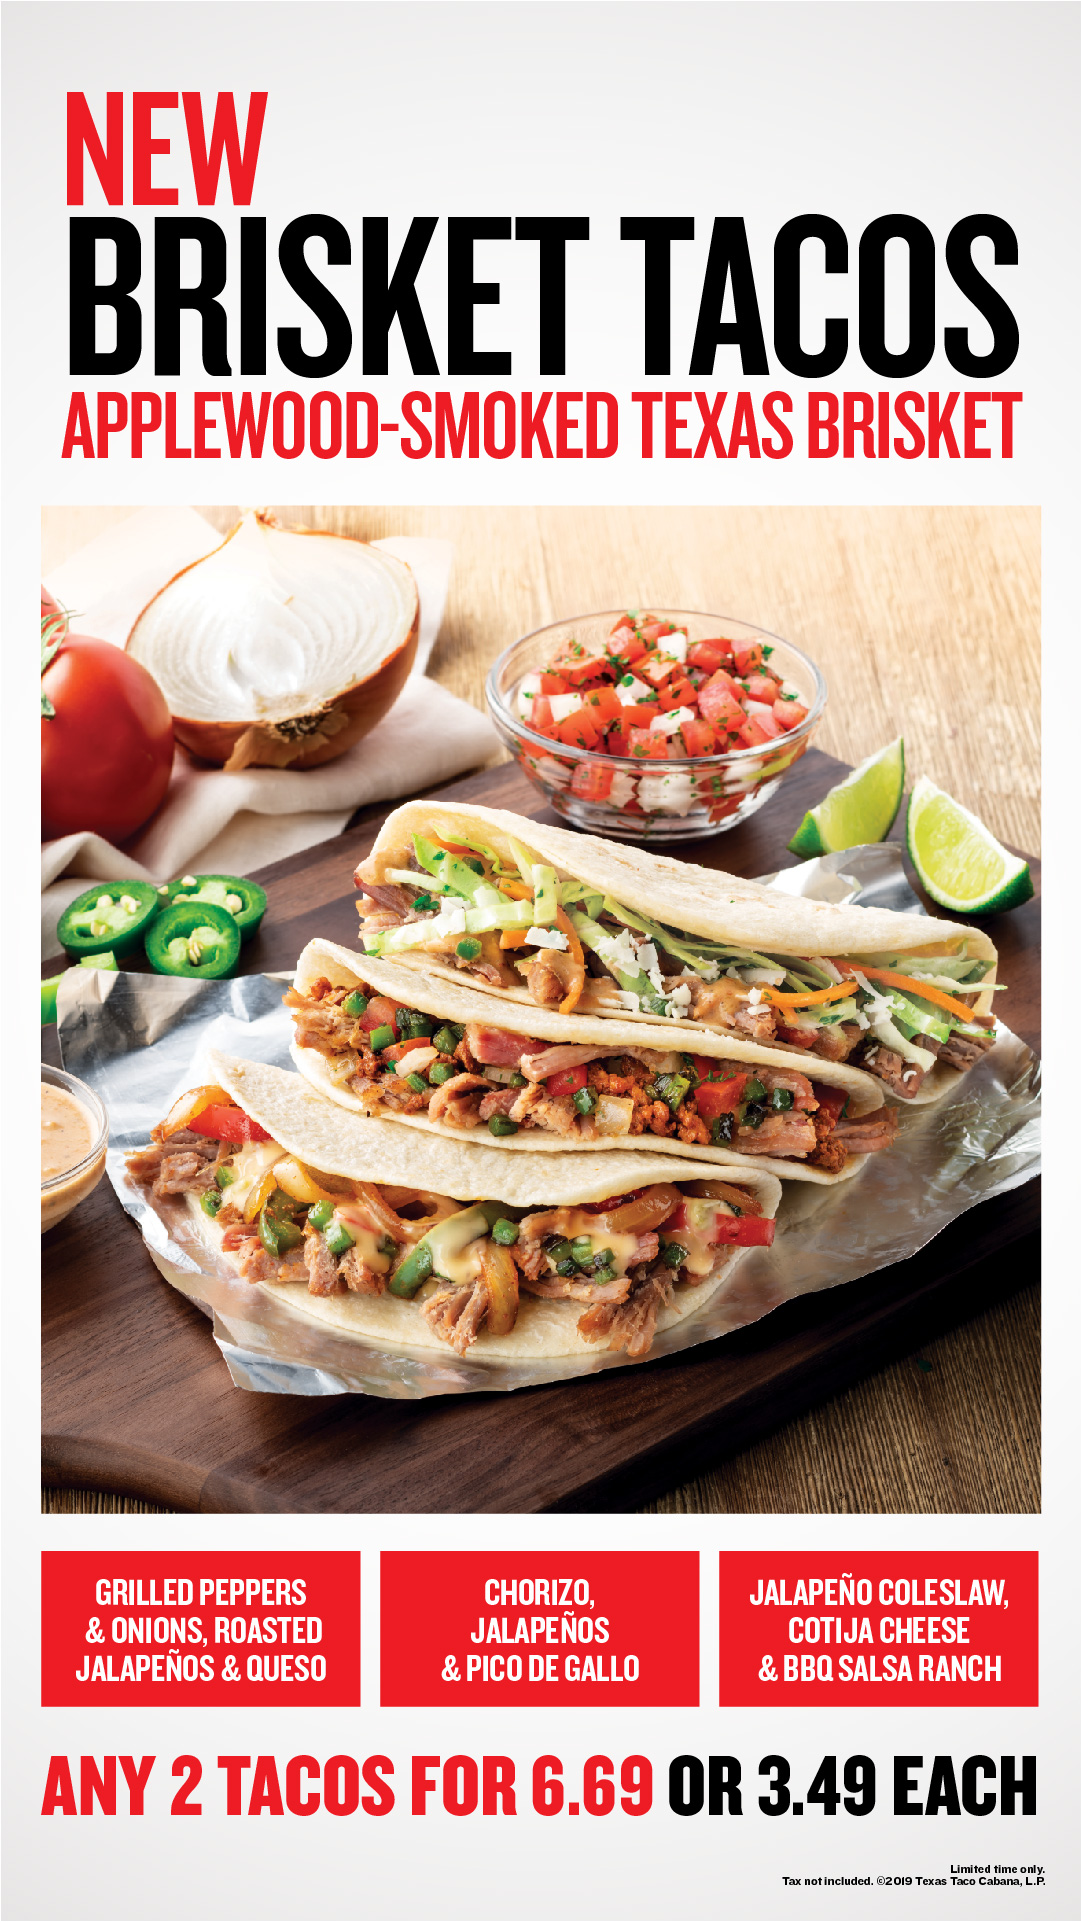 NEW
BRISKET TACOS
APPLEWOOD-SMOKED TEXAS BRISKET
GRILLED PEPPERS
& ONIONS, ROASTED
JALAPEÑOS & QUESO
CHORIZO,
JALAPEÑOS
& PICO DE GALLO
JALAPEÑO COLESLAW,
COTIJA CHEESE
& BBQ SALSA RANCH
ANY 2 TACOS FOR 6.69 OR 3.49 EACH
Limited time only.
Tax not included. ©2019 Texas Taco Cabana, L.P.